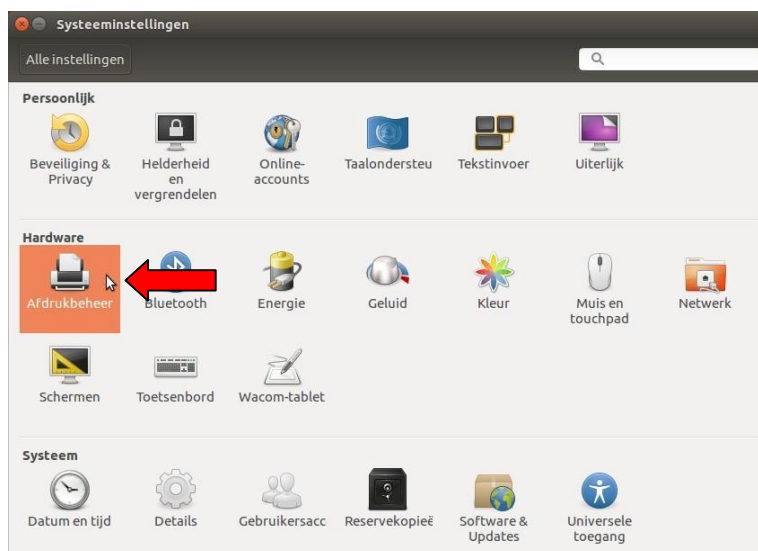 Systeeminstellingen
Alle instellingen
Persoonlijk
Beveiliging &
Privacy
Helderheid
en
vergrendelen
Online-
accounts
Taalondersteu
Tekstinvoer
Uiterlijk
Hardware
Afdrukbeheer
Bluetooth
Energie
Geluid
Kleur
Muis en
touchpad
Netwerk
Schermen
Toetsenbord
Wacom-tablet
Systeem
Datum en tijd
Details
Gebruikersacc
Reservekopieë
Software &
Updates
Universele
toegang